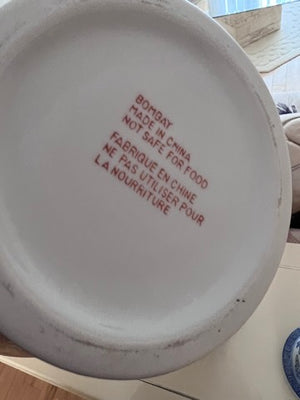 BOMBAY
MADE IN CHINA
NOT SAFE FOR FOOD
FABRIQUE EN CHINE
NE PAS UTILISER POUR
LA NOURRITURE